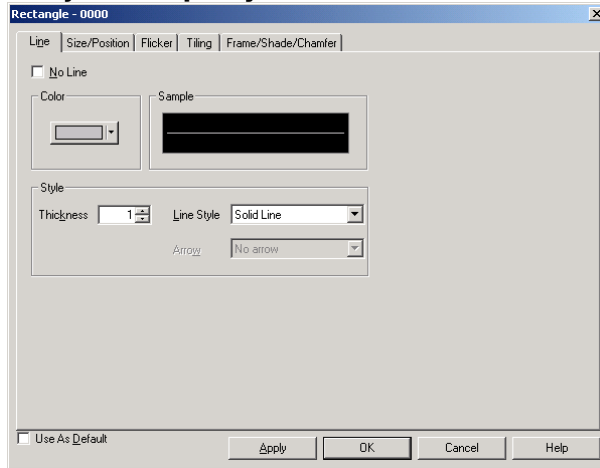 Rectangle - 0000
Line Size/Position Flicker Tiling Frame/Shade/Chamfer
No Line
Color Sample
Style
Thickness 1 Line Style Solid Line
Arrow No arrow
Use As Default Apply OK Cancel Help